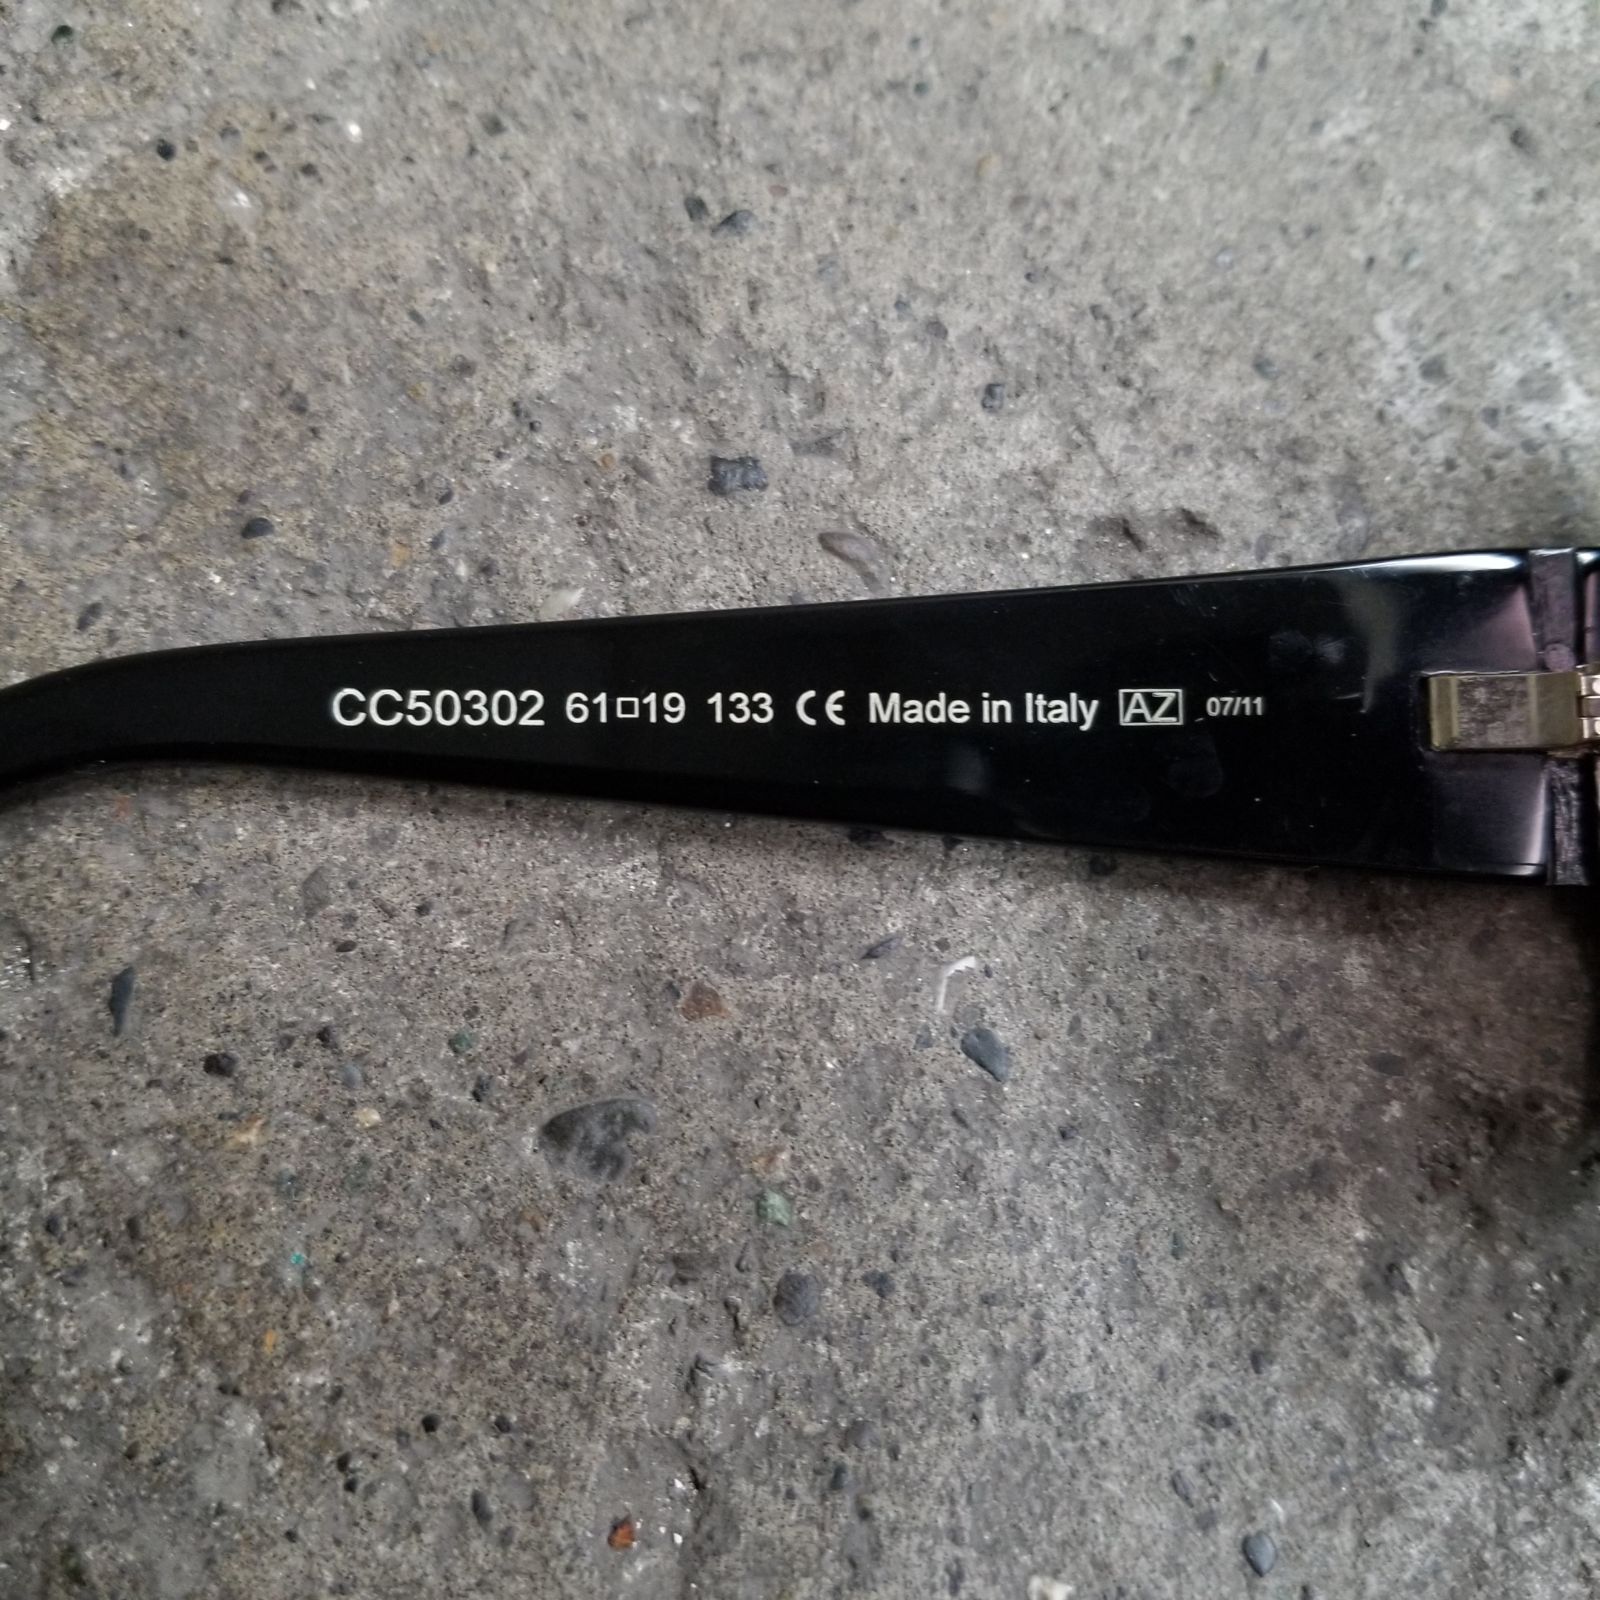 CC50302 61□19 133 CE Made in Italy AZ 07/11